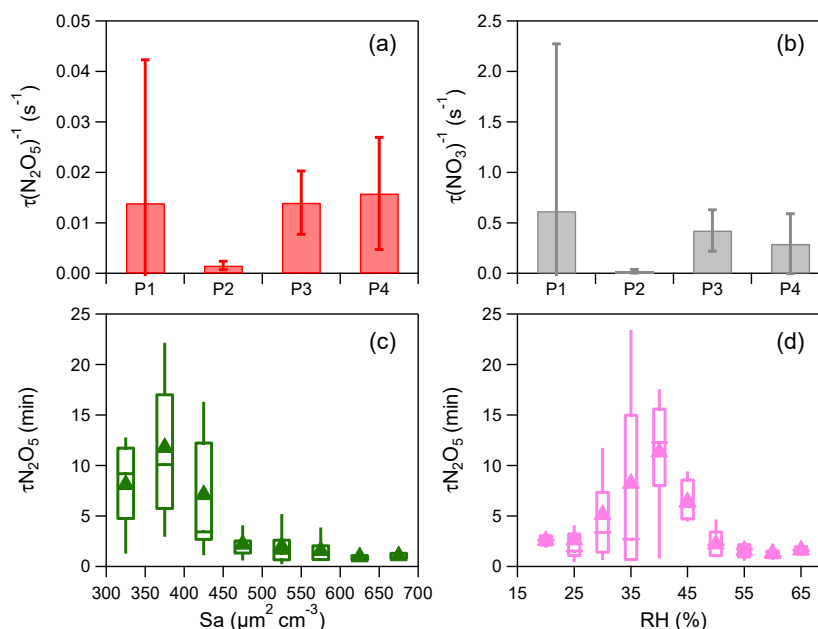 (a)
τ(N₂O₅)⁻¹ (s⁻¹)
0.05
0.04
0.03
0.02
0.01
0.00
P1 P2 P3 P4
(b)
τ(NO₃)⁻¹ (s⁻¹)
2.5
2.0
1.5
1.0
0.5
0.0
P1 P2 P3 P4
(c)
τN₂O₅ (min)
25
20
15
10
5
0
300 350 400 450 500 550 600 650 700
Sa (µm² cm⁻³)
(d)
τN₂O₅ (min)
25
20
15
10
5
0
15 25 35 45 55 65
RH (%)